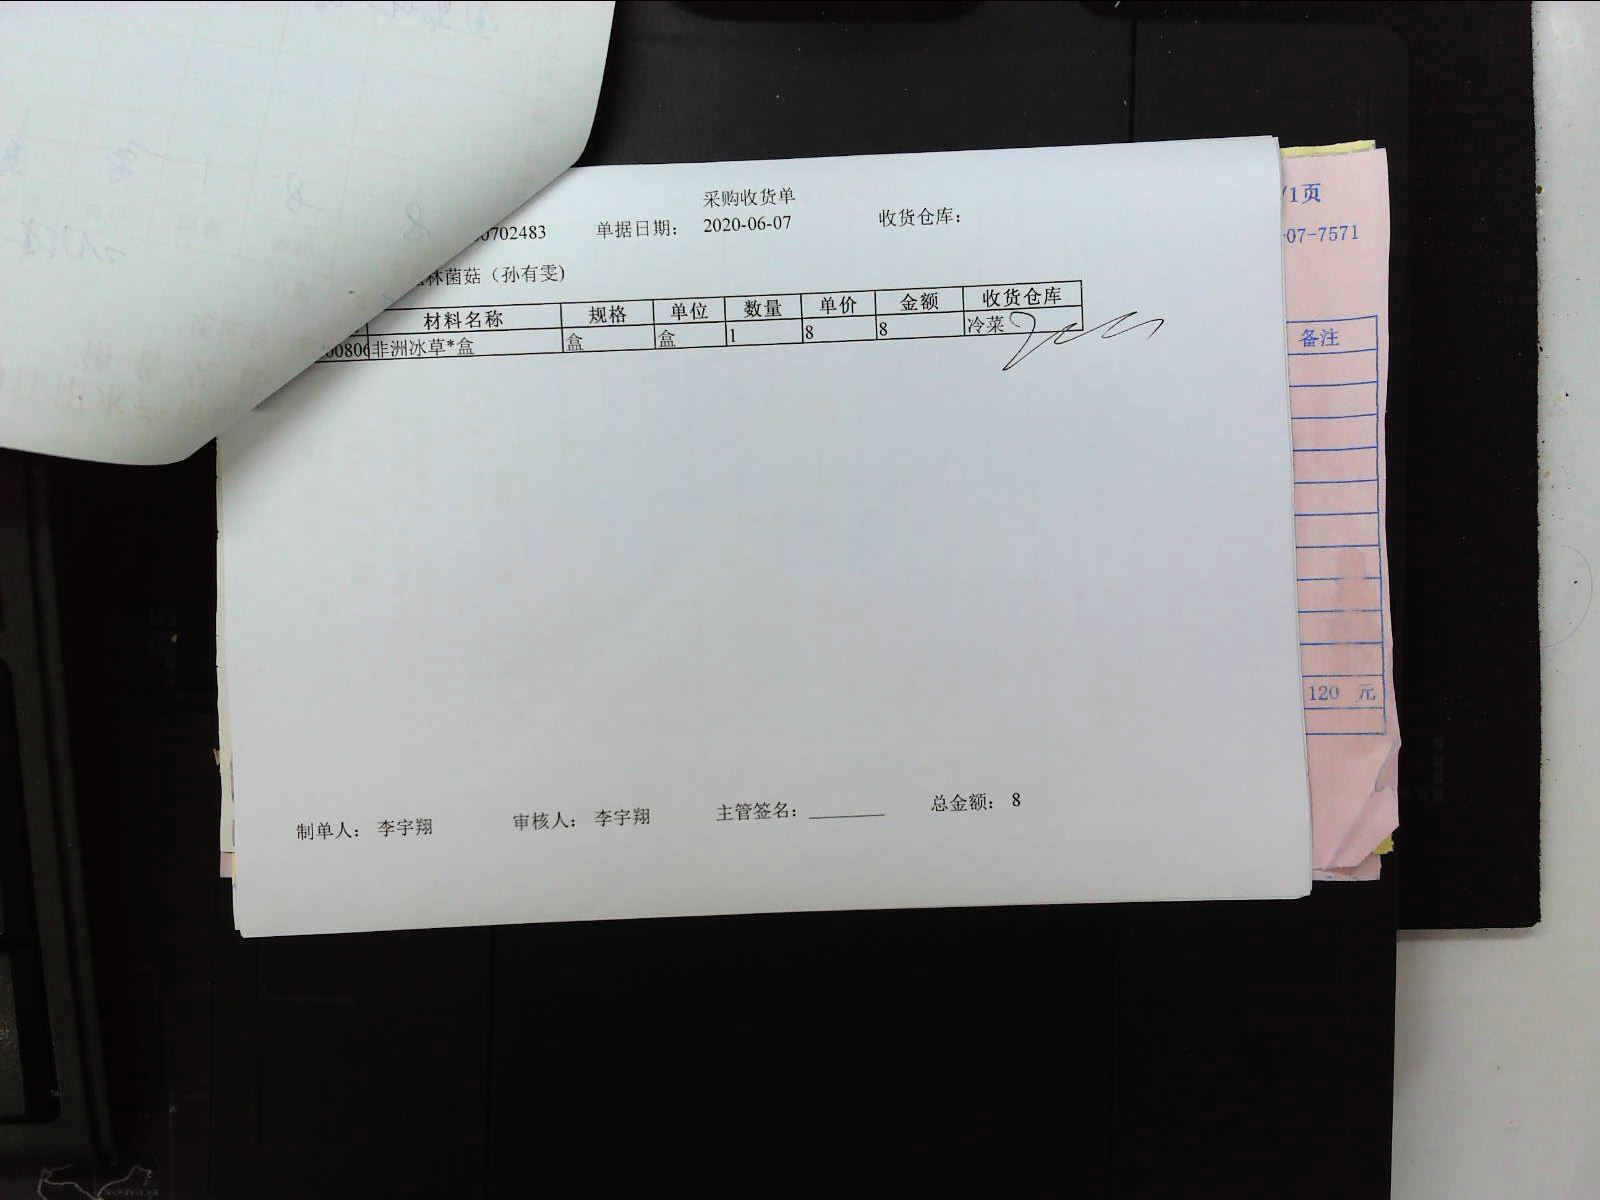 采购收货单
0702483 单据日期： 2020-06-07 收货仓库：
林菌菇（孙有雯)
材料名称 规格 单位 数量 单价 金额 收货仓库
00806 非洲冰草*盒 盒 盒 1 8 8 冷菜
制单人： 李宇翔 审核人： 李宇翔 主管签名：________ 总金额： 8
/1页
-07-7571
备注
120 元